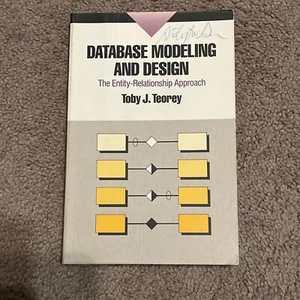 DATABASE MODELING
AND DESIGN
The Entity-Relationship Approach
Toby J. Teorey